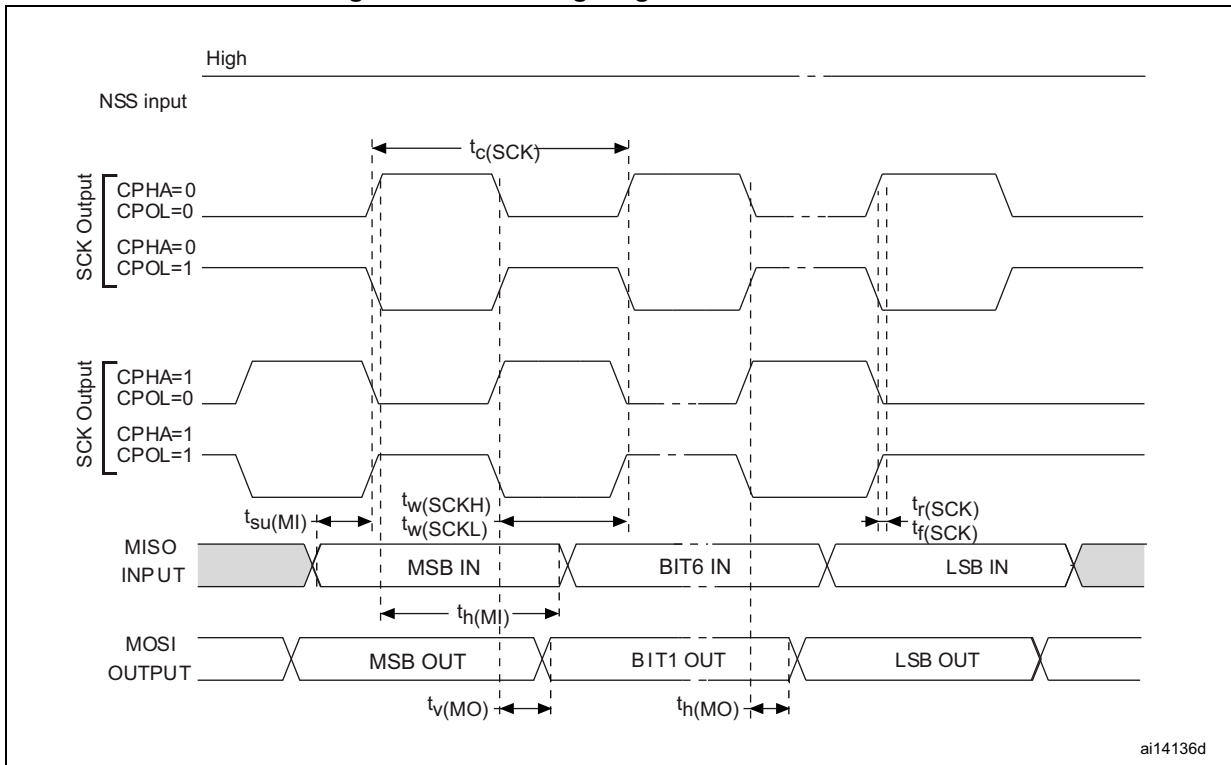 High
NSS input
tc(SCK)
SCK Output
CPHA=0
CPOL=0
CPHA=0
CPOL=1
SCK Output
CPHA=1
CPOL=0
CPHA=1
CPOL=1
tsu(MI)
tw(SCKH)
tw(SCKL)
tr(SCK)
tf(SCK)
MISO
INPUT
MSB IN
BIT6 IN
LSB IN
th(MI)
MOSI
OUTPUT
MSB OUT
BIT1 OUT
LSB OUT
tv(MO)
th(MO)
ai14136d